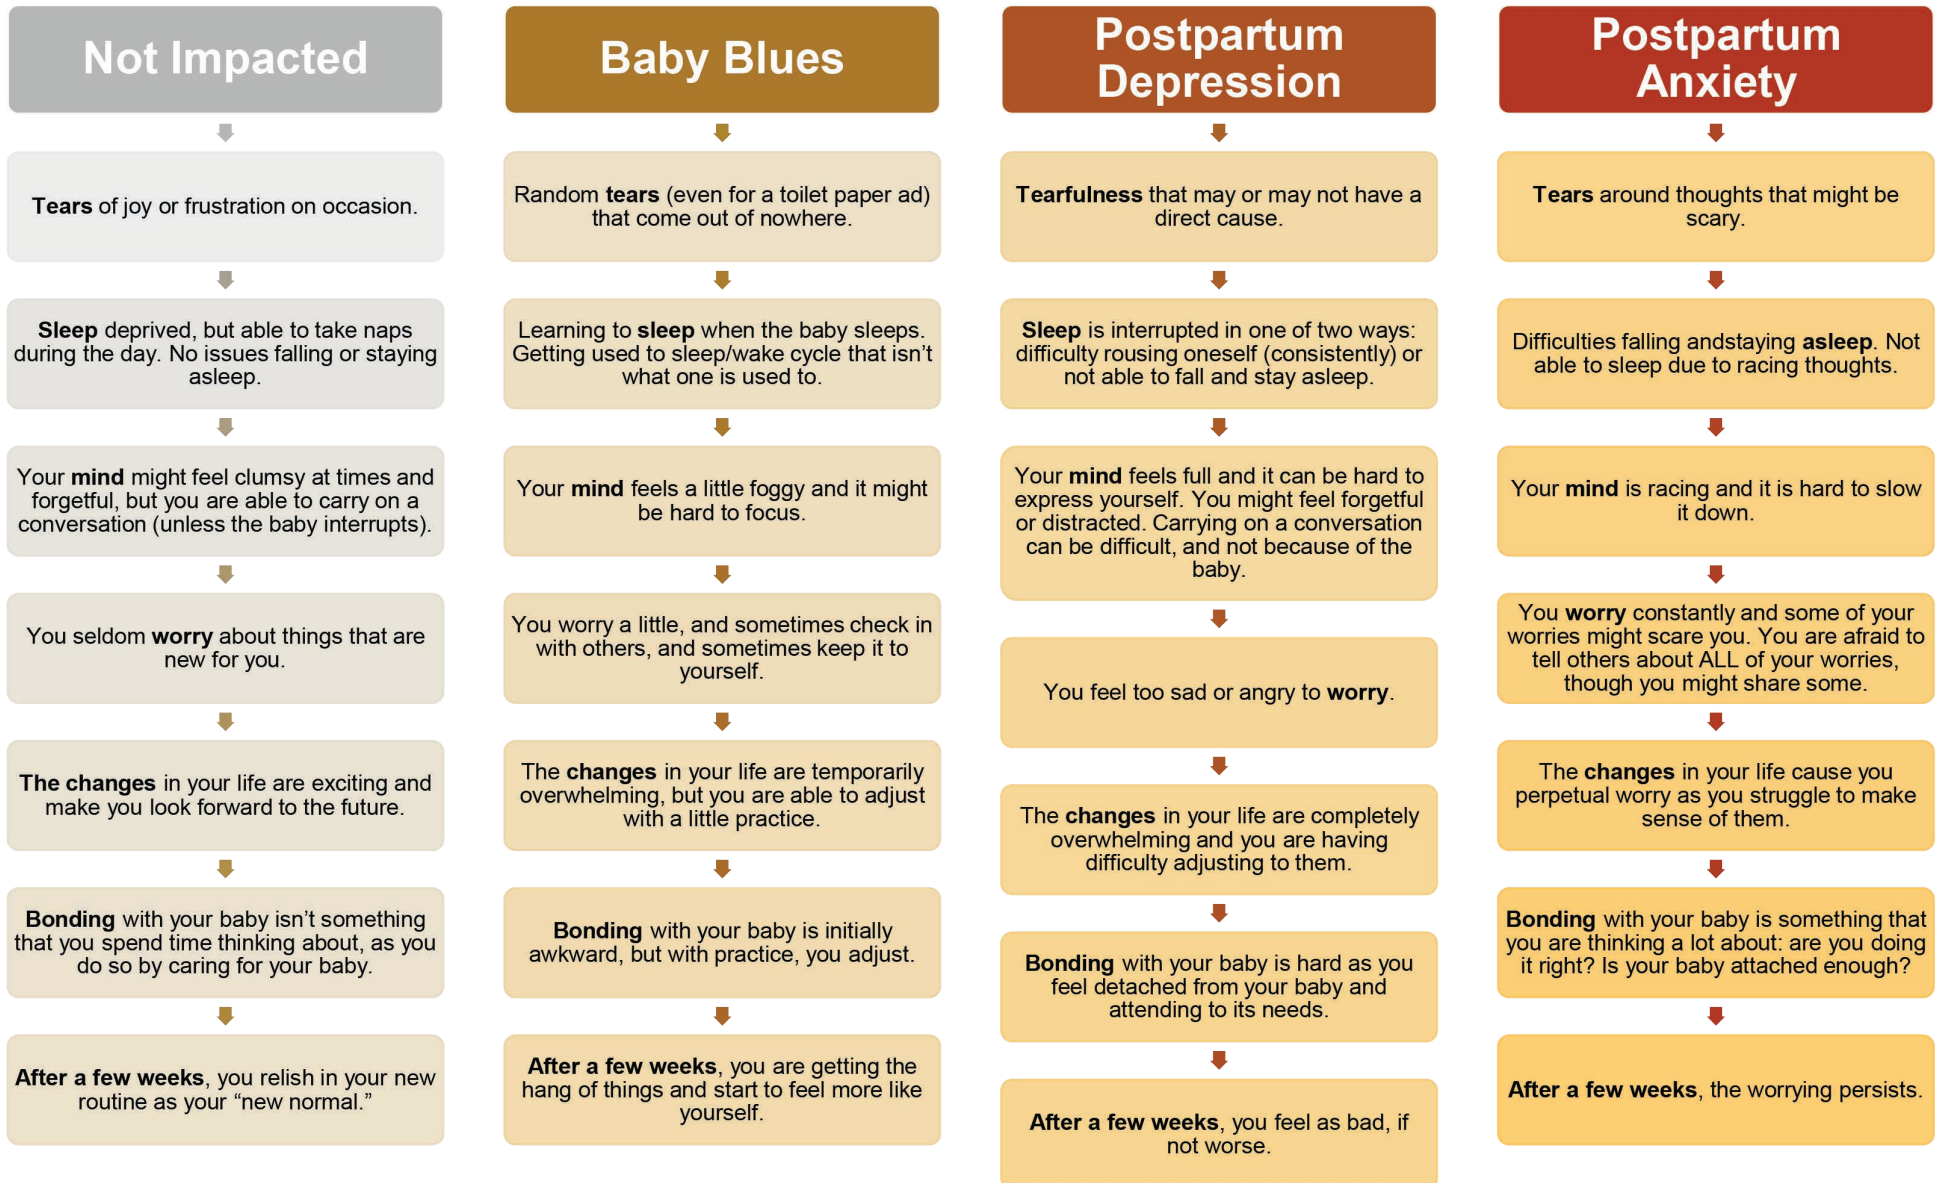 Not Impacted
Tears of joy or frustration on occasion.
Sleep deprived, but able to take naps
during the day. No issues falling or staying
asleep.
Your mind might feel clumsy at times and
forgetful, but you are able to carry on a
conversation (unless the baby interrupts).
You seldom worry about things that are
new for you.
The changes in your life are exciting and
make you look forward to the future.
Bonding with your baby isn’t something
that you spend time thinking about, as you
do so by caring for your baby.
After a few weeks, you relish in your new
routine as your “new normal.”
Baby Blues
Random tears (even for a toilet paper ad)
that come out of nowhere.
Learning to sleep when the baby sleeps.
Getting used to sleep/wake cycle that isn’t
what one is used to.
Your mind feels a little foggy and it might
be hard to focus.
You worry a little, and sometimes check in
with others, and sometimes keep it to
yourself.
The changes in your life are temporarily
overwhelming, but you are able to adjust
with a little practice.
Bonding with your baby is initially
awkward, but with practice, you adjust.
After a few weeks, you are getting the
hang of things and start to feel more like
yourself.
Postpartum
Depression
Tearfulness that may or may not have a
direct cause.
Sleep is interrupted in one of two ways:
difficulty rousing oneself (consistently) or
not able to fall and stay asleep.
Your mind feels full and it can be hard to
express yourself. You might feel forgetful
or distracted. Carrying on a conversation
can be difficult, and not because of the
baby.
You feel too sad or angry to worry.
The changes in your life are completely
overwhelming and you are having
difficulty adjusting to them.
Bonding with your baby is hard as you
feel detached from your baby and
attending to its needs.
After a few weeks, you feel as bad, if
not worse.
Postpartum
Anxiety
Tears around thoughts that might be
scary.
Difficulties falling andstaying asleep. Not
able to sleep due to racing thoughts.
Your mind is racing and it is hard to slow
it down.
You worry constantly and some of your
worries might scare you. You are afraid to
tell others about ALL of your worries,
though you might share some.
The changes in your life cause you
perpetual worry as you struggle to make
sense of them.
Bonding with your baby is something that
you are thinking a lot about: are you doing
it right? Is your baby attached enough?
After a few weeks, the worrying persists.